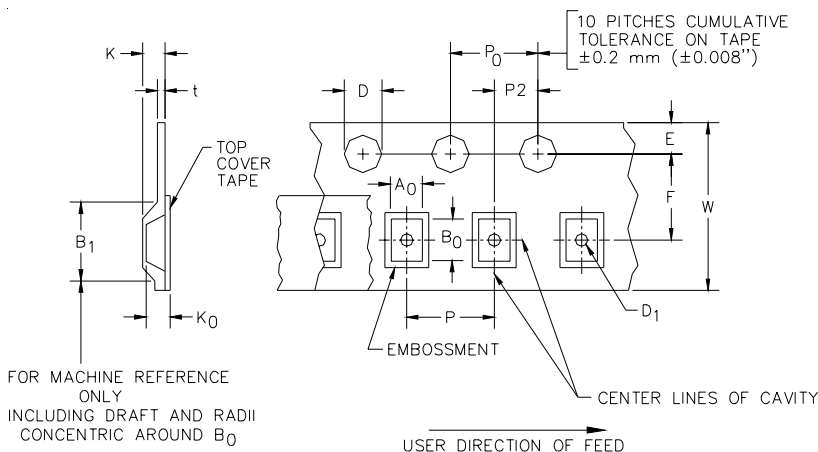 10 PITCHES CUMULATIVE
TOLERANCE ON TAPE
±0.2 mm (±0.008")
K
P0
D
P2
t
E
TOP
COVER
TAPE
A0
F
W
B1
B0
K0
P
D1
EMBOSSMENT
FOR MACHINE REFERENCE
ONLY
INCLUDING DRAFT AND RADII
CONCENTRIC AROUND B0
CENTER LINES OF CAVITY
USER DIRECTION OF FEED